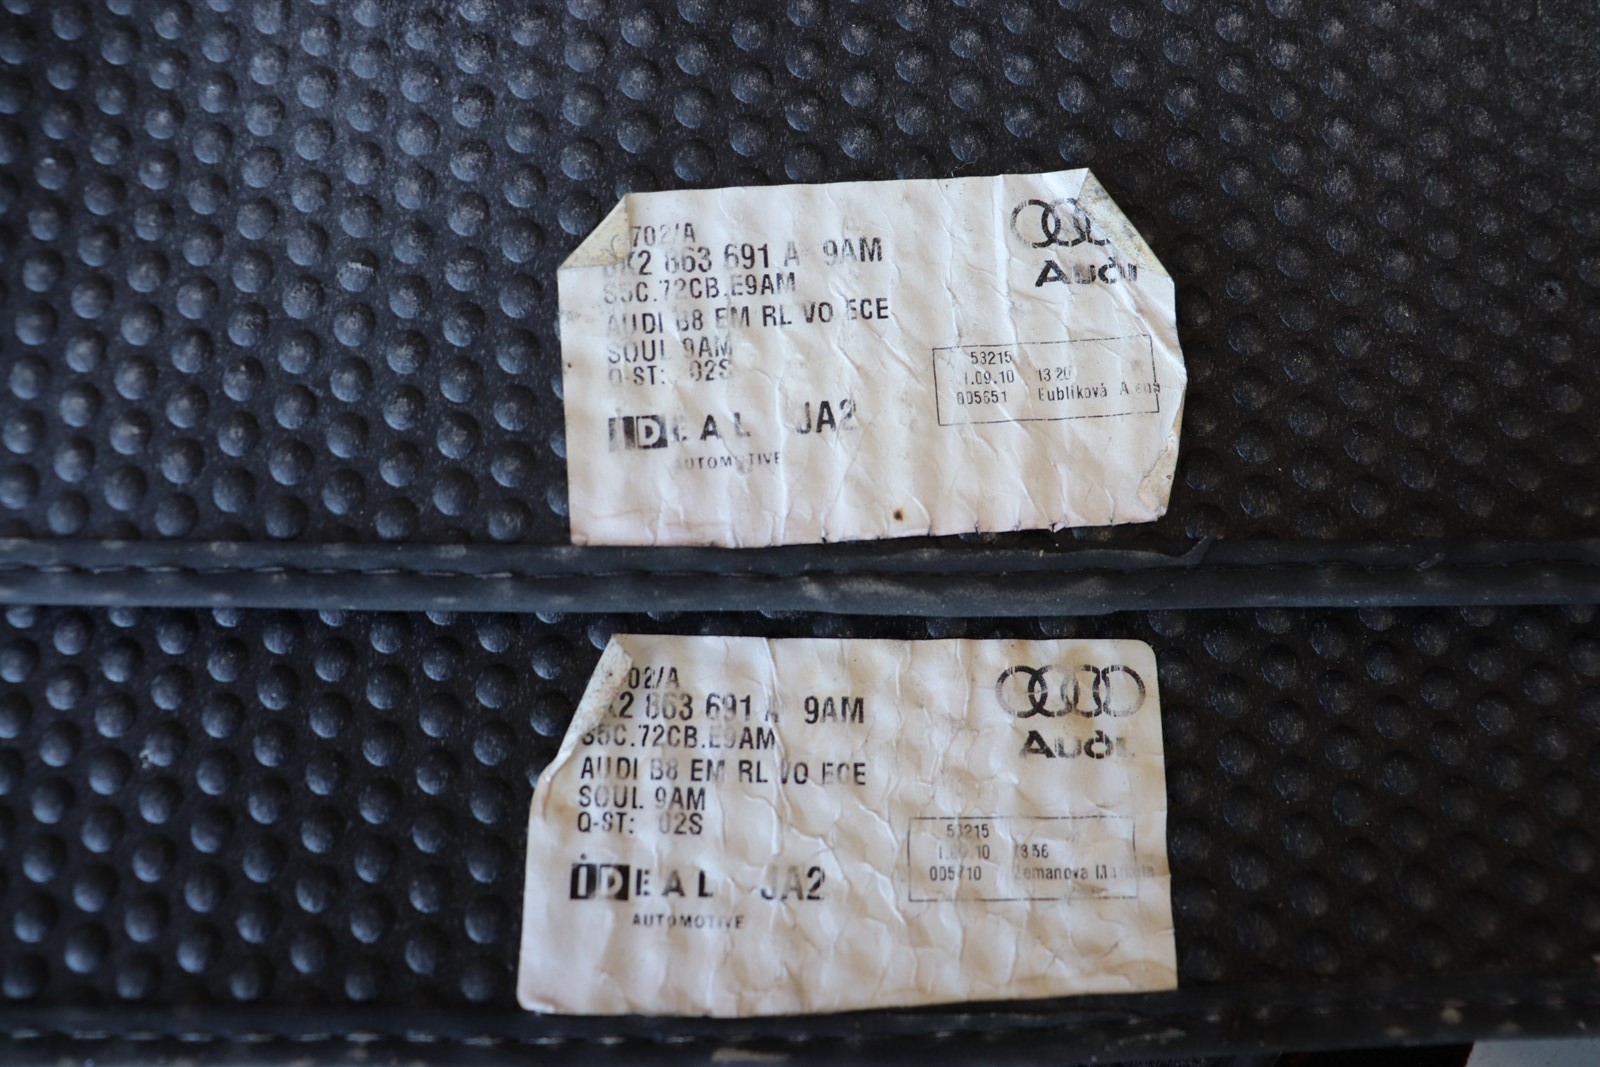 702/A
863 691 A 9AM
S5C.72CB.E9AM
AUDI B8 EM RL VO ECE
SOUL 9AM
Q-ST: 02S
IDEAL JA2
AUTOMOTIVE
Audi
53215
1.09.10 13:20
005651
02/A
863 691 A 9AM
S5C.72CB.E9AM
AUDI B8 EM RL VO ECE
SOUL 9AM
Q-ST: 02S
IDEAL JA2
AUTOMOTIVE
Audi
53215
13:56
005710